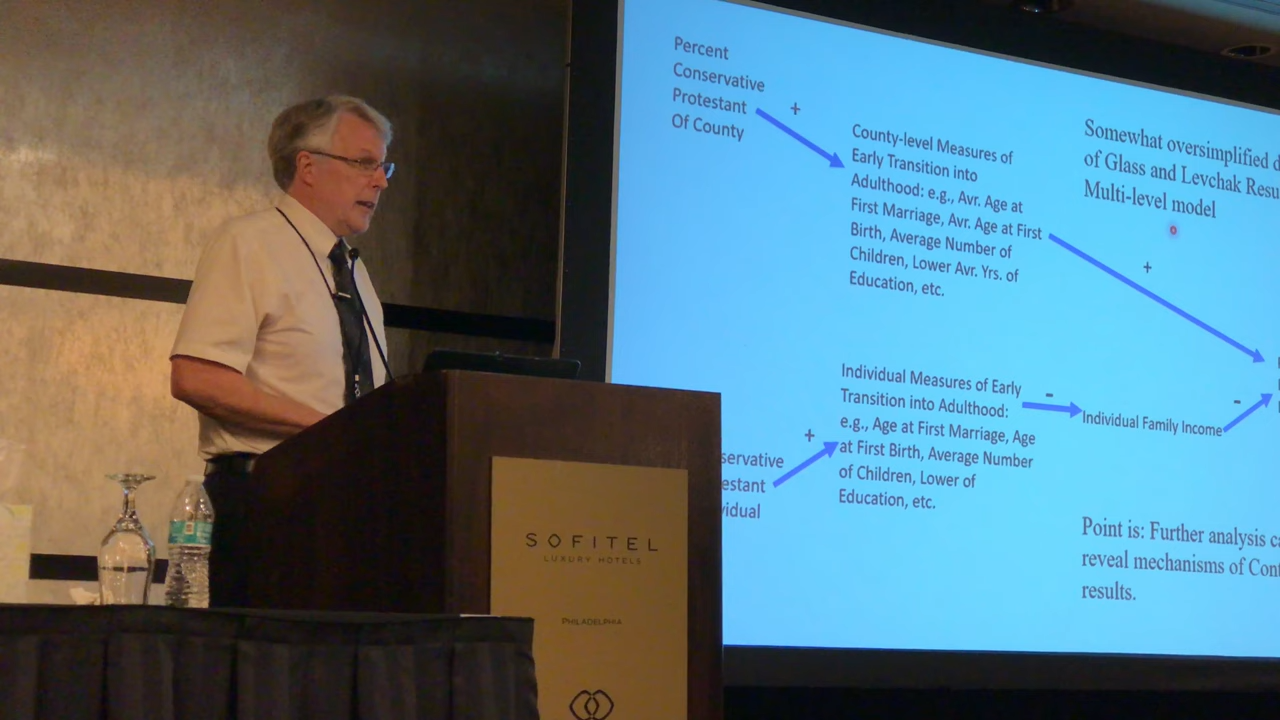 Percent
Conservative
Protestant
Of County
+
County-level Measures of
Early Transition into
Adulthood: e.g., Avr. Age at
First Marriage, Avr. Age at First
Birth, Average Number of
Children, Lower Avr. Yrs. of
Education, etc.
Somewhat oversimplified
of Glass and Levchak Resu
Multi-level model
+
servative
estant
vidual
+
Individual Measures of Early
Transition into Adulthood:
e.g., Age at First Marriage, Age
at First Birth, Average Number
of Children, Lower of
Education, etc.
-
Individual Family Income
-
Point is: Further analysis ca
reveal mechanisms of Cont
results.
SOFITEL
LUXURY HOTELS
PHILADELPHIA